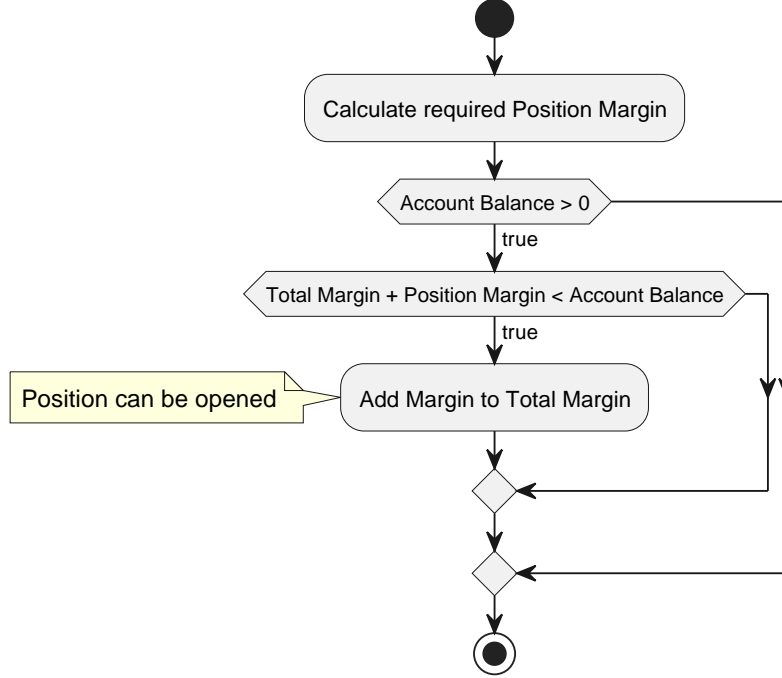 Calculate required Position Margin
Account Balance > 0
true
Total Margin + Position Margin < Account Balance
true
Position can be opened
Add Margin to Total Margin